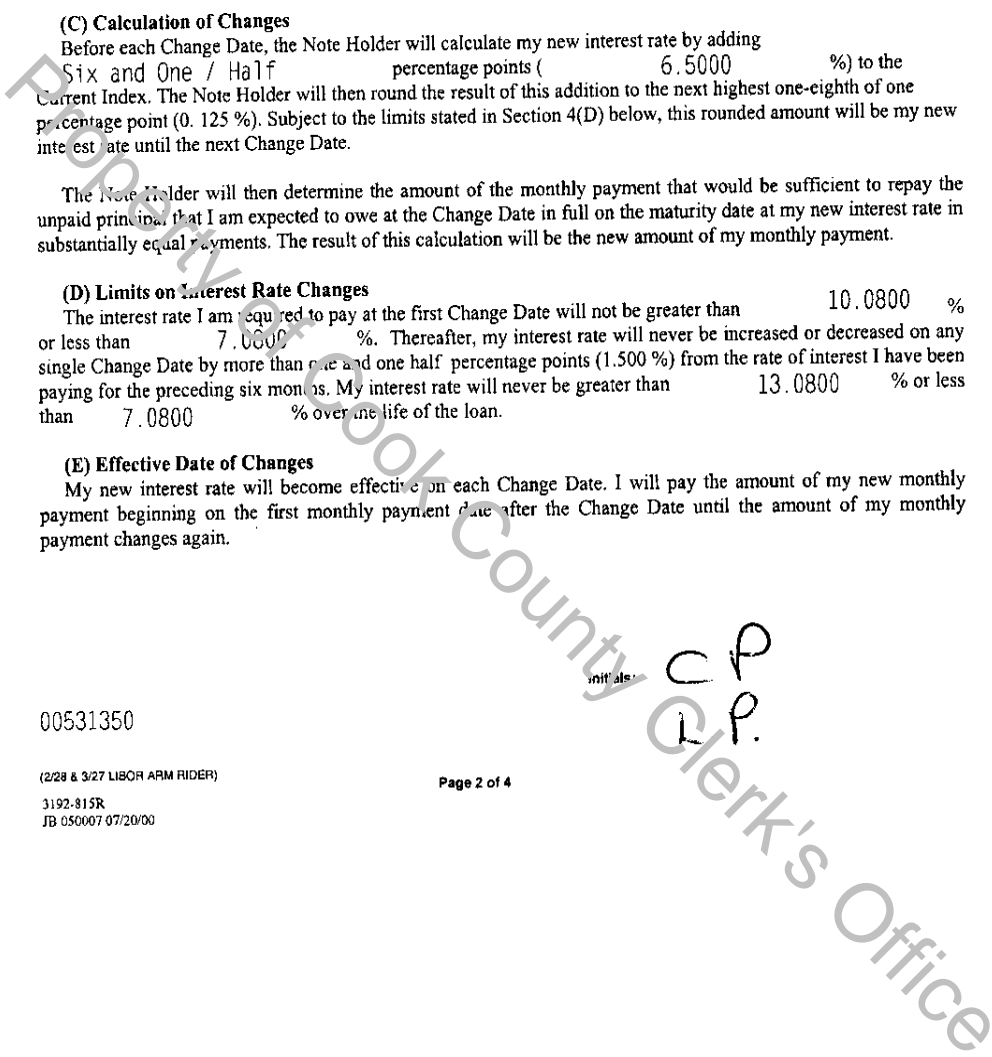 (C) Calculation of Changes
Before each Change Date, the Note Holder will calculate my new interest rate by adding
Six and One / Half percentage points ( 6.5000 %) to the
Current Index. The Note Holder will then round the result of this addition to the next highest one-eighth of one
percentage point (0. 125 %). Subject to the limits stated in Section 4(D) below, this rounded amount will be my new
interest rate until the next Change Date.
The Note Holder will then determine the amount of the monthly payment that would be sufficient to repay the
unpaid principal that I am expected to owe at the Change Date in full on the maturity date at my new interest rate in
substantially equal payments. The result of this calculation will be the new amount of my monthly payment.
(D) Limits on Interest Rate Changes
The interest rate I am required to pay at the first Change Date will not be greater than 10.0800 %
or less than %. Thereafter, my interest rate will never be increased or decreased on any
single Change Date by more than one and one half percentage points (1.500 %) from the rate of interest I have been
paying for the preceding six months. My interest rate will never be greater than 13.0800 % or less
than 7.0800 % over the life of the loan.
(E) Effective Date of Changes
My new interest rate will become effective on each Change Date. I will pay the amount of my new monthly
payment beginning on the first monthly payment date after the Change Date until the amount of my monthly
payment changes again.
Initials: C P
L P.
00531350
(2/28 & 3/27 LIBOR ARM RIDER)
Page 2 of 4
3192-815R
JB 050007 07/20/00
Property of Cook County Clerk's Office